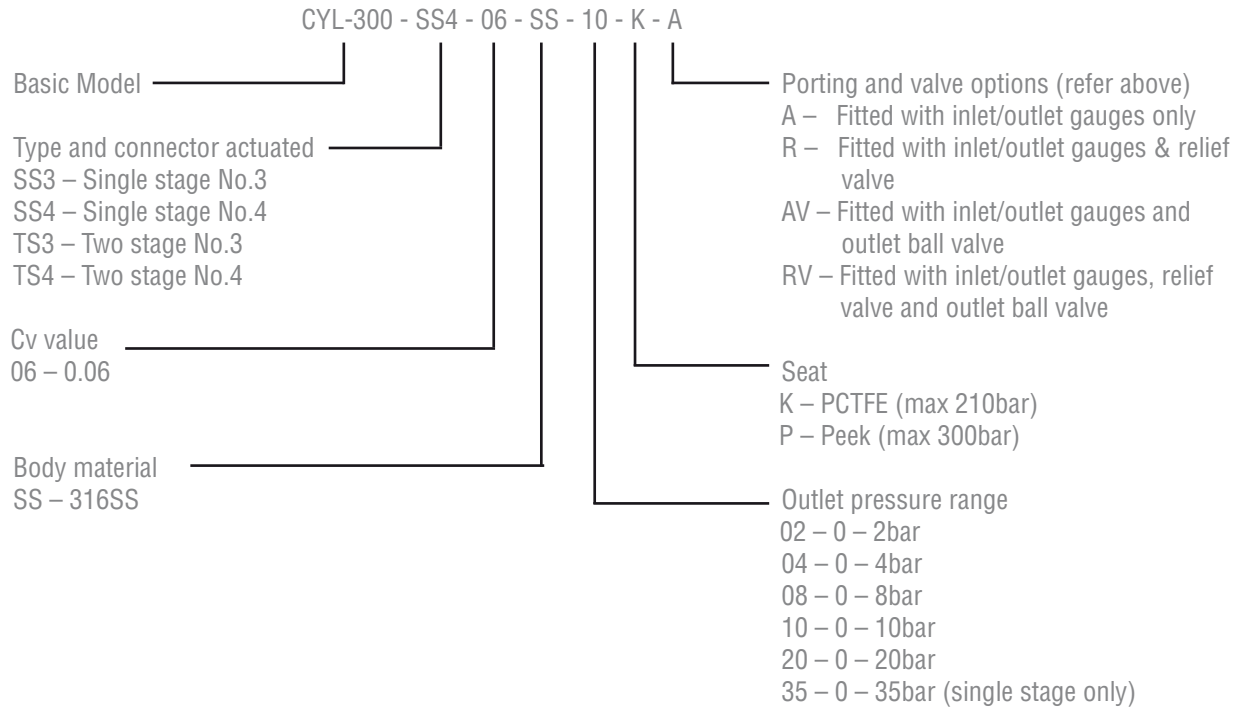 CYL-300 - SS4 - 06 - SS - 10 - K - A
Basic Model
Type and connector actuated
SS3 – Single stage No.3
SS4 – Single stage No.4
TS3 – Two stage No.3
TS4 – Two stage No.4
Cv value
06 – 0.06
Body material
SS – 316SS
Porting and valve options (refer above)
A – Fitted with inlet/outlet gauges only
R – Fitted with inlet/outlet gauges & relief
valve
AV – Fitted with inlet/outlet gauges and
outlet ball valve
RV – Fitted with inlet/outlet gauges, relief
valve and outlet ball valve
Seat
K – PCTFE (max 210bar)
P – Peek (max 300bar)
Outlet pressure range
02 – 0 – 2bar
04 – 0 – 4bar
08 – 0 – 8bar
10 – 0 – 10bar
20 – 0 – 20bar
35 – 0 – 35bar (single stage only)